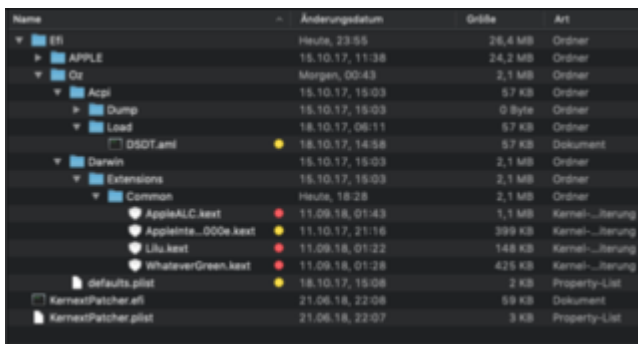 Name Änderungsdatum Größe Art
Efi Heute, 23:55 26,4 MB Ordner
APPLE 15.10.17, 11:38 24,2 MB Ordner
Oz Morgen, 00:43 2,1 MB Ordner
Acpi 15.10.17, 15:03 57 KB Ordner
Dump 15.10.17, 15:03 0 Byte Ordner
Load 18.10.17, 06:11 57 KB Ordner
DSDT.aml 18.10.17, 14:58 57 KB Dokument
Darwin 15.10.17, 15:03 2,1 MB Ordner
Extensions 15.10.17, 15:03 2,1 MB Ordner
Common Heute, 18:28 2,1 MB Ordner
AppleALC.kext 11.09.18, 01:43 1,1 MB Kernel-...iterung
AppleInte...000e.kext 11.10.17, 21:16 399 KB Kernel-...iterung
Lilu.kext 11.09.18, 01:22 148 KB Kernel-...iterung
WhateverGreen.kext 11.09.18, 01:28 425 KB Kernel-...iterung
defaults.plist 18.10.17, 15:08 2 KB Property-List
KernextPatcher.efi 21.06.18, 22:08 59 KB Dokument
KernextPatcher.plist 21.06.18, 22:07 3 KB Property-List